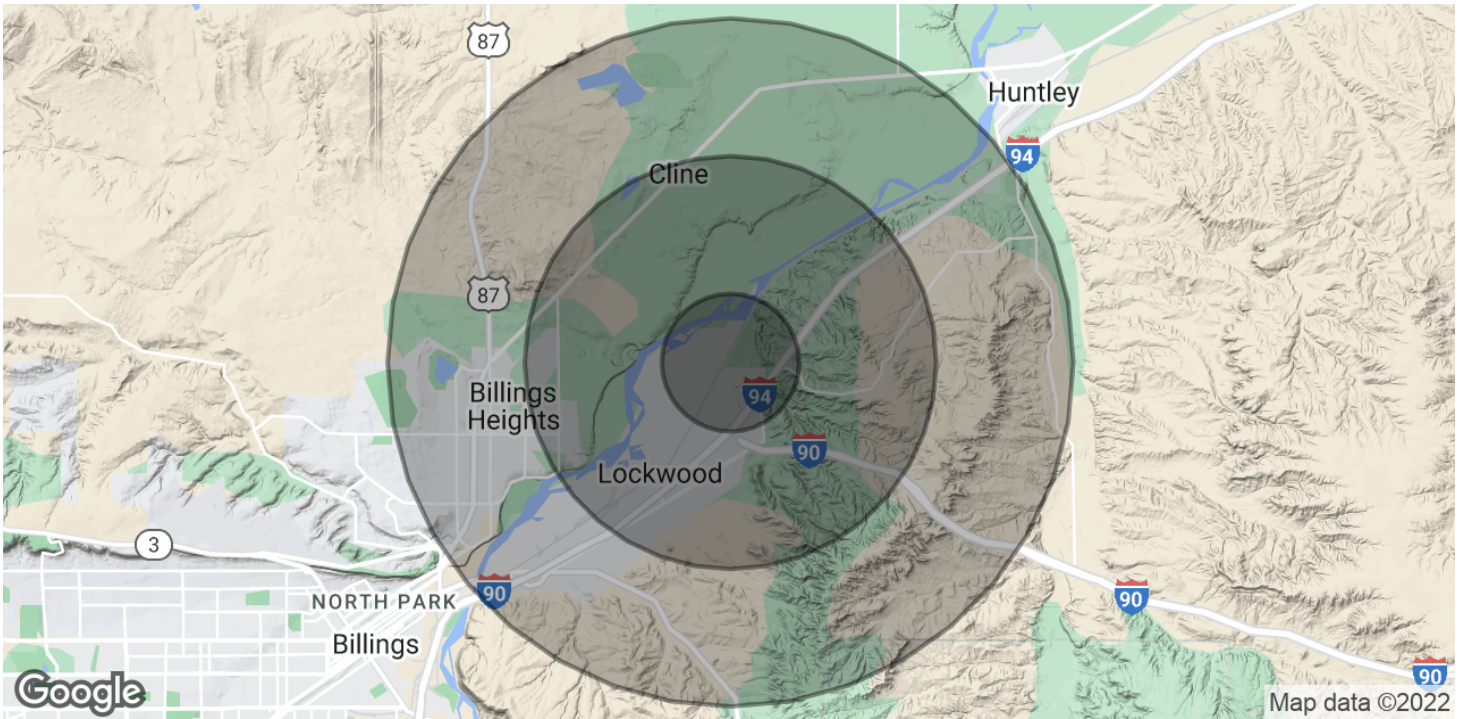 87
Huntley
94
Cline
87
Billings
Heights
94
90
Lockwood
3
90
90
NORTH PARK
Billings
90
Google
Map data ©2022